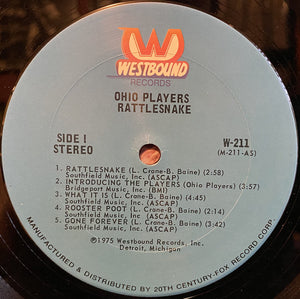 W
WESTBOUND
RECORDS
OHIO PLAYERS
RATTLESNAKE
SIDE I
STEREO
W-211
(M-211-AS)
1. RATTLESNAKE (L. Crane-B. Baine) (2:58)
Southfield Music Inc. (ASCAP)
2. INTRODUCING THE PLAYERS (Ohio Players) (3:57)
Bridgeport Music, Inc. (BMI)
3. WHAT IT IS (L. Crane-B. Baine) (4:45)
Southfield Music, Inc. (ASCAP)
4. ROOSTER POOT (L. Crane-B. Baine) (2:14)
Southfield Music, Inc. (ASCAP)
5. GONE FOREVER (L. Crane-B. Baine) (3:42)
Southfield Music, Inc. (ASCAP)
©1975 Westbound Records, Inc.
Detroit, Michigan
MANUFACTURED & DISTRIBUTED BY 20TH CENTURY-FOX RECORD CORP.